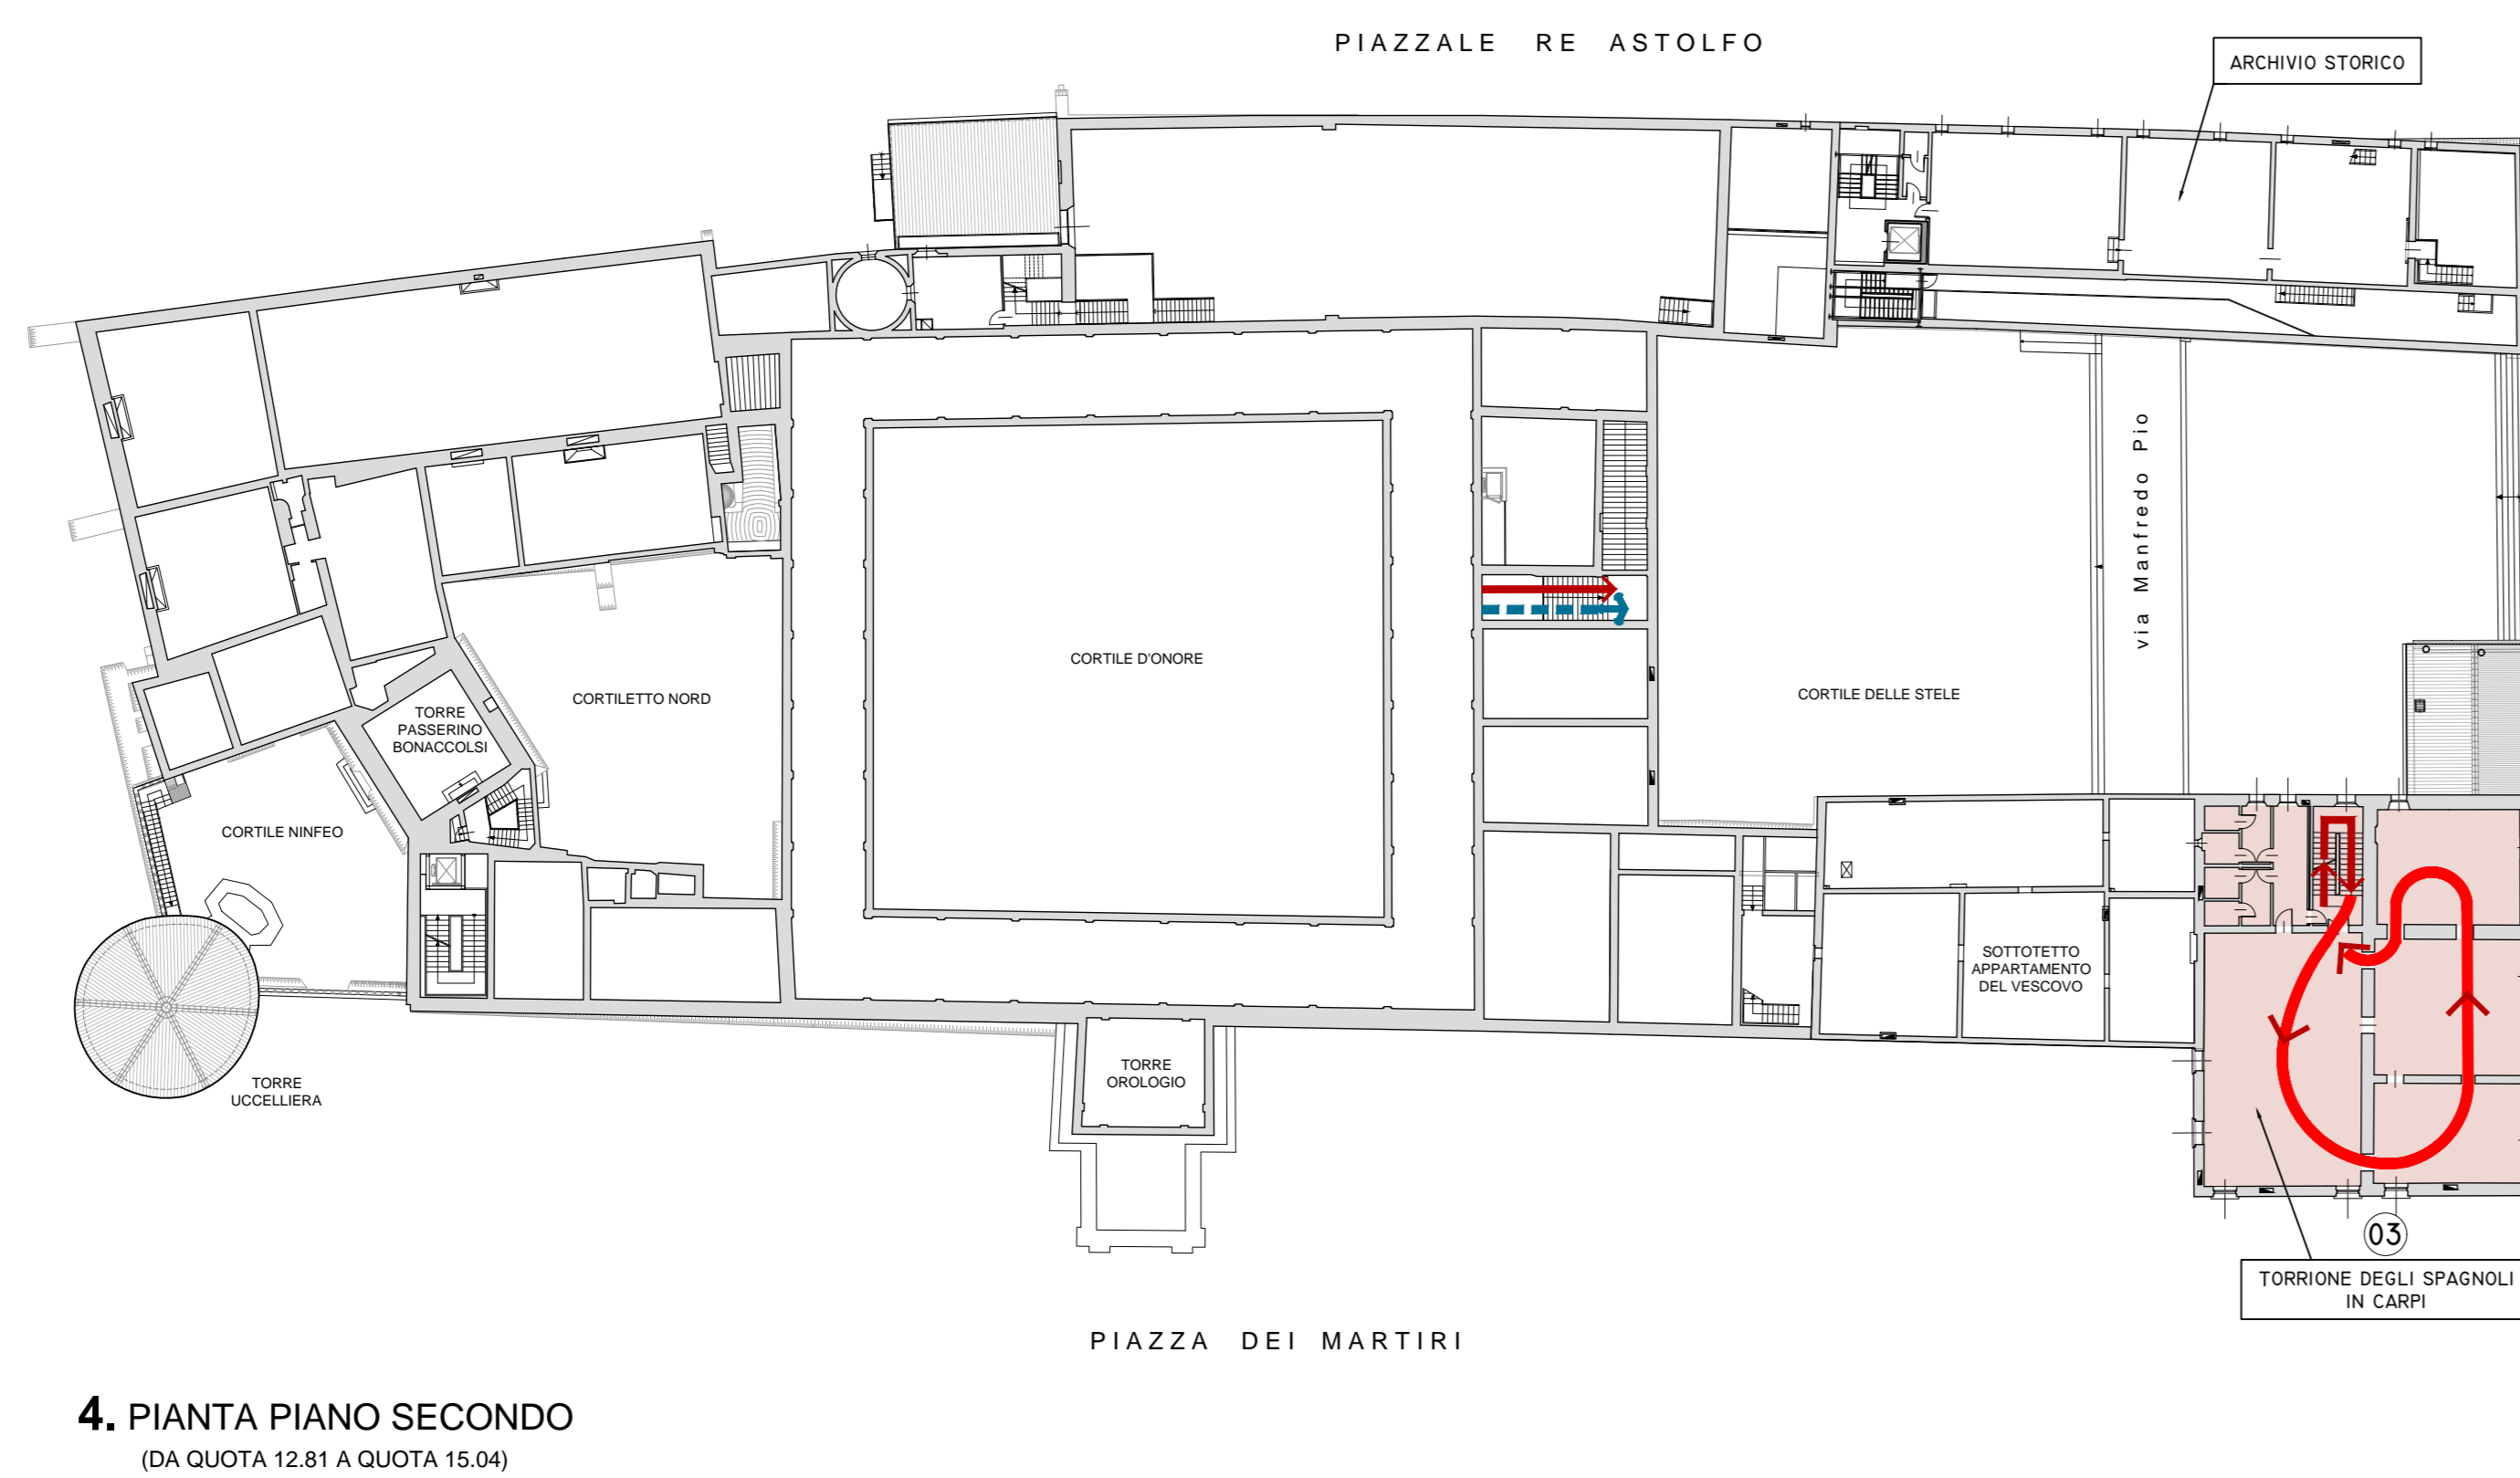 PIAZZALE RE ASTOLFO
ARCHIVIO STORICO
via Manfredo Pio
CORTILE D'ONORE
CORTILETTO NORD
CORTILE DELLE STELE
TORRE
PASSERINO
BONACCOLSI
CORTILE NINFEO
SOTTOTETTO
APPARTAMENTO
DEL VESCOVO
TORRE
OROLOGIO
TORRE
UCCELLIERA
03
TORRIONE DEGLI SPAGNOLI
IN CARPI
PIAZZA DEI MARTIRI
4. PIANTA PIANO SECONDO
(DA QUOTA 12.81 A QUOTA 15.04)